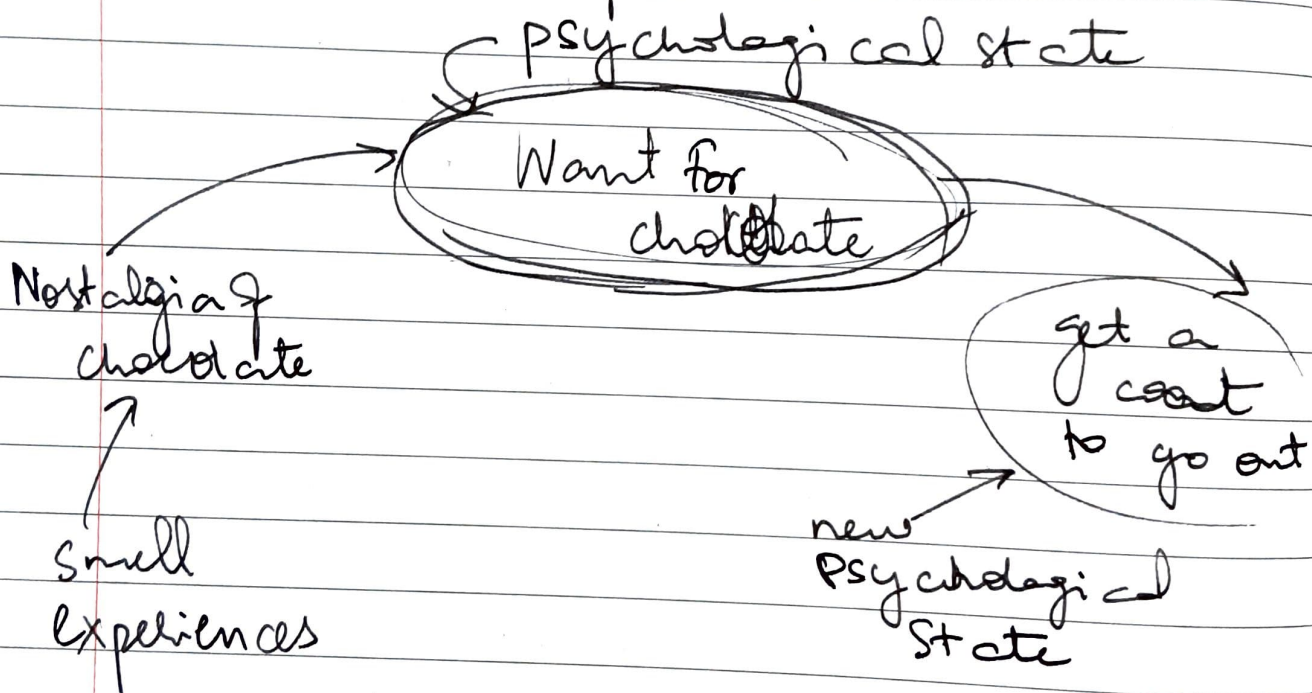 psychological state
Want for
chocolate
Nostalgia of
chocolate
get a
coat
to go out
smell
experiences
new
psychological
state